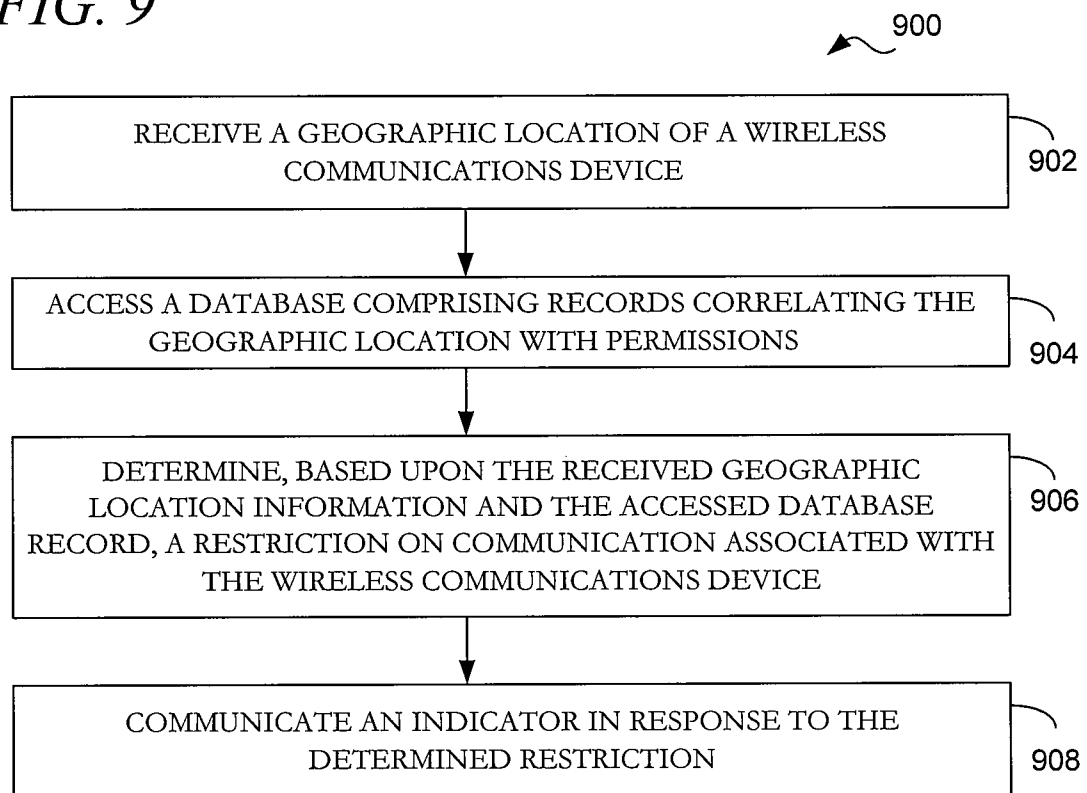 FIG. 9
900
RECEIVE A GEOGRAPHIC LOCATION OF A WIRELESS
COMMUNICATIONS DEVICE
902
ACCESS A DATABASE COMPRISING RECORDS CORRELATING THE
GEOGRAPHIC LOCATION WITH PERMISSIONS
904
DETERMINE, BASED UPON THE RECEIVED GEOGRAPHIC
LOCATION INFORMATION AND THE ACCESSED DATABASE
RECORD, A RESTRICTION ON COMMUNICATION ASSOCIATED WITH
THE WIRELESS COMMUNICATIONS DEVICE
906
COMMUNICATE AN INDICATOR IN RESPONSE TO THE
DETERMINED RESTRICTION
908